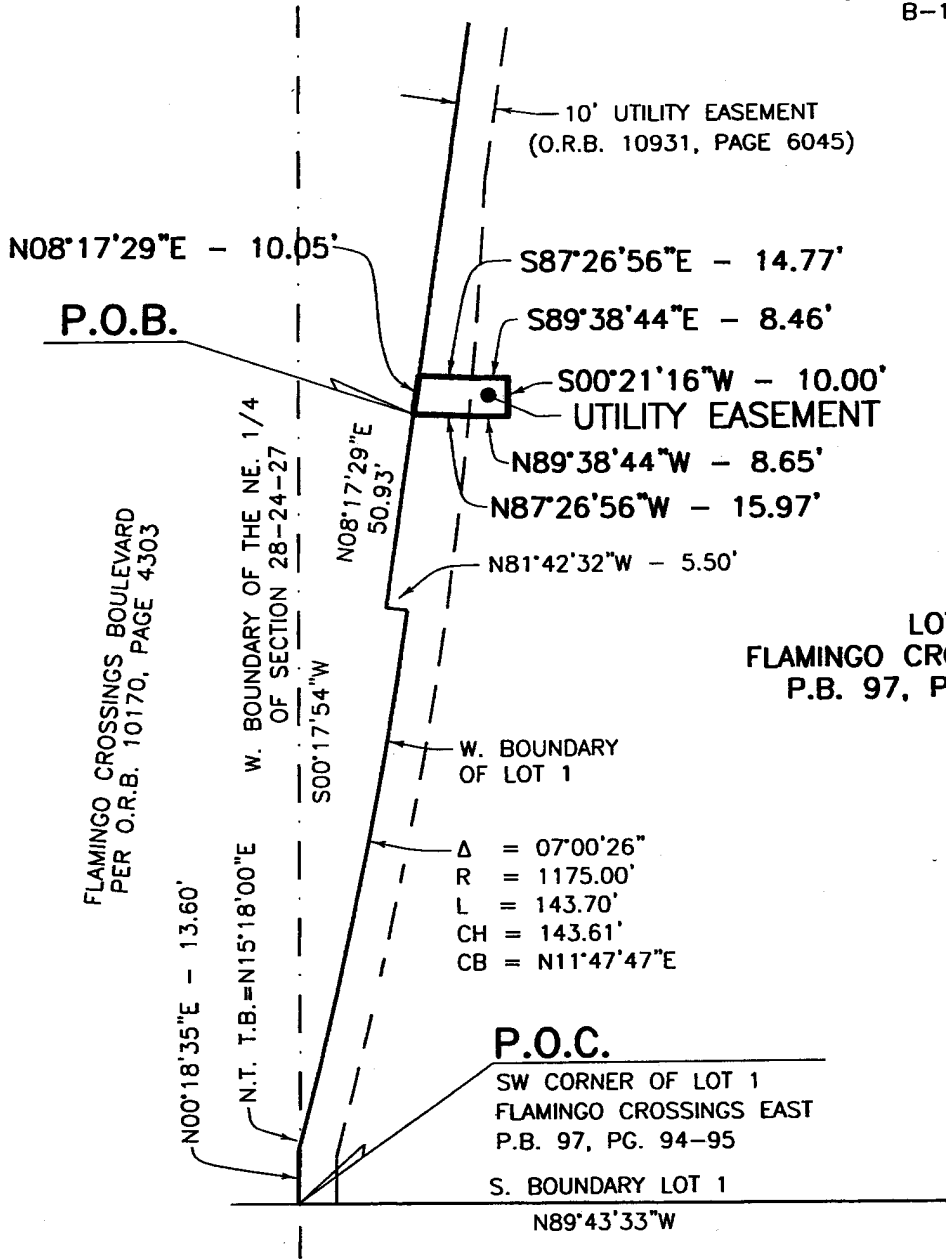 B-1
10' UTILITY EASEMENT
(O.R.B. 10931, PAGE 6045)
N08°17'29"E - 10.05'
S87°26'56"E - 14.77'
P.O.B.
S89°38'44"E - 8.46'
S00°21'16"W - 10.00'
UTILITY EASEMENT
N89°38'44"W - 8.65'
N87°26'56"W - 15.97'
N08°17'29"E
50.93'
W. BOUNDARY OF THE NE. 1/4
OF SECTION 28-24-27
S00°17'54"W
N81°42'32"W - 5.50'
FLAMINGO CROSSINGS BOULEVARD
PER O.R.B. 10170, PAGE 4303
FLAMINGO CRO
P.B. 97, P
W. BOUNDARY
OF LOT 1
Δ = 07°00'26"
R = 1175.00'
L = 143.70'
CH = 143.61'
CB = N11°47'47"E
N00°18'35"E - 13.60'
N.T. T.B.=N15°18'00"E
P.O.C.
SW CORNER OF LOT 1
FLAMINGO CROSSINGS EAST
P.B. 97, PG. 94-95
S. BOUNDARY LOT 1
N89°43'33"W